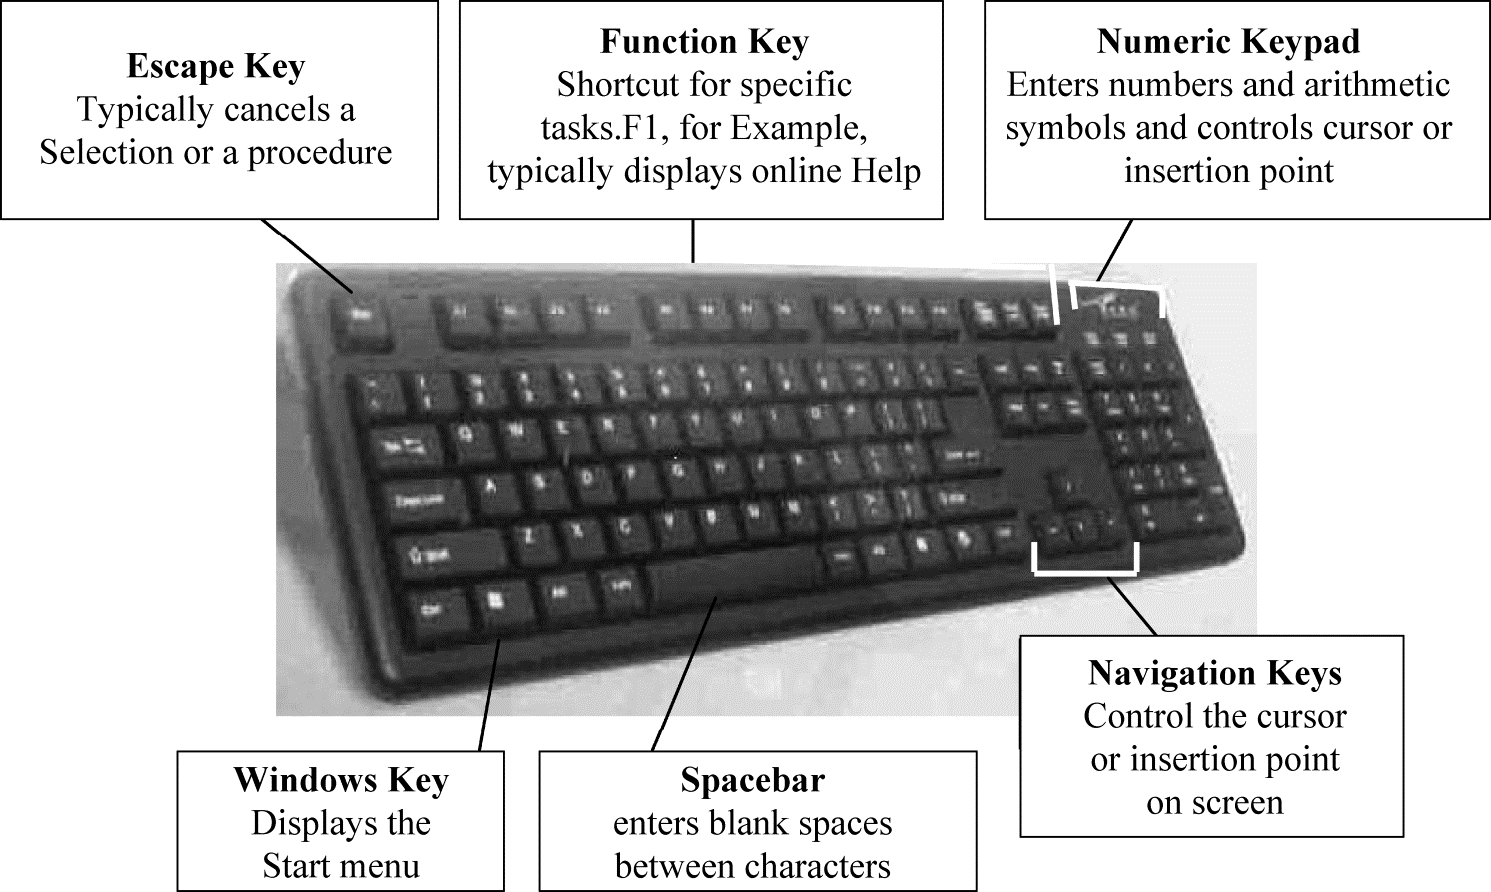 Escape Key
Typically cancels a
Selection or a procedure
Function Key
Shortcut for specific
tasks.F1, for Example,
typically displays online Help
Numeric Keypad
Enters numbers and arithmetic
symbols and controls cursor or
insertion point
Q W E R T Y U I O P
A S D F G H J K L
Z X C V B N M
Windows Key
Displays the
Start menu
Spacebar
enters blank spaces
between characters
Navigation Keys
Control the cursor
or insertion point
on screen